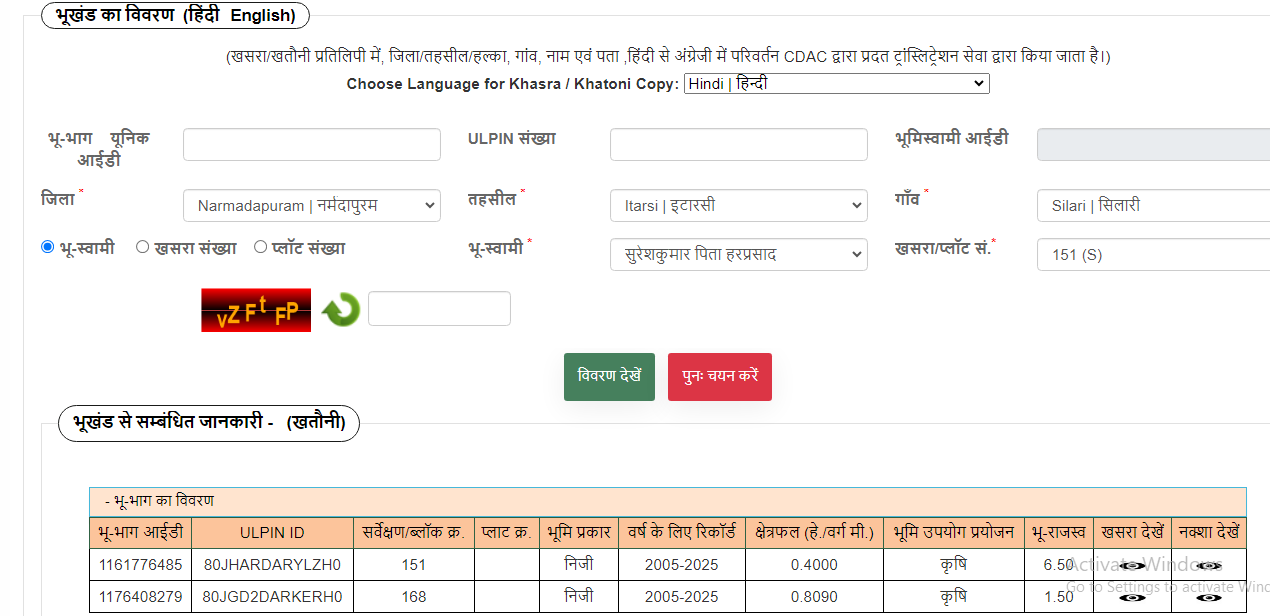 भूखंड का विवरण (हिंदी English)
(खसरा/खतौनी प्रतिलिपी में, जिला/तहसील/हल्का, गांव, नाम एवं पता ,हिंदी से अंग्रेजी में परिवर्तन CDAC द्वारा प्रदत ट्रांस्लिट्रेशन सेवा द्वारा किया जाता है।)
Choose Language for Khasra / Khatoni Copy: Hindi | हिन्दी
भू-भाग यूनिक आईडी
ULPIN संख्या
भूमिस्वामी आईडी
जिला * Narmadapuram | नर्मदापुरम तहसील * Itarsi | इटारसी गाँव * Silari | सिलारी
भू-स्वामी खसरा संख्या प्लॉट संख्या भू-स्वामी * सुरेशकुमार पिता हरप्रसाद खसरा/प्लॉट सं.* 151 (S)
vZFtFP
विवरण देखें पुनः चयन करें
भूखंड से सम्बंधित जानकारी - (खतौनी)
- भू-भाग का विवरण
भू-भाग आईडी ULPIN ID सर्वेक्षण/ब्लॉक क्र. प्लाट क्र. भूमि प्रकार वर्ष के लिए रिकॉर्ड क्षेत्रफल (हे./वर्ग मी.) भूमि उपयोग प्रयोजन भू-राजस्व खसरा देखें नक्शा देखें
1161776485 80JHARDARYLZH0 151 निजी 2005-2025 0.4000 कृषि 6.50
Activate Windows
Go to Settings to activate Wind
1176408279 80JGD2DARKERH0 168 निजी 2005-2025 0.8090 कृषि 1.50